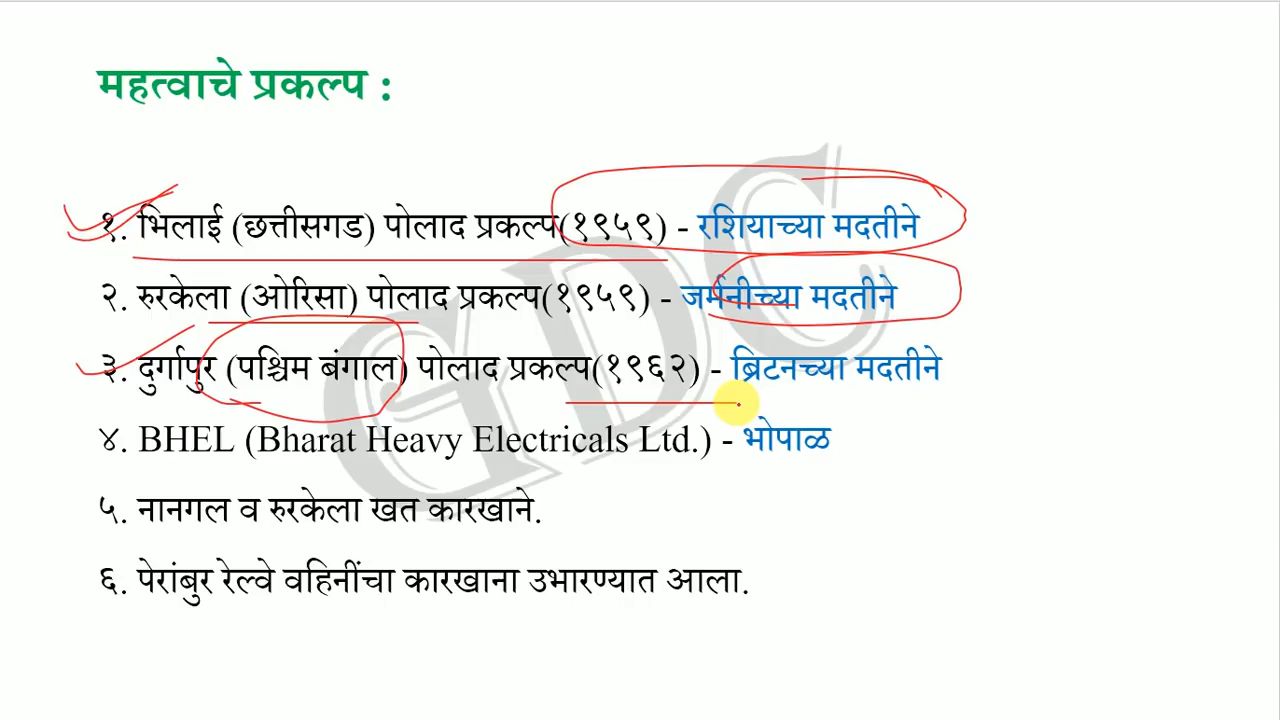 महत्वाचे प्रकल्प :
१. भिलाई (छत्तीसगड) पोलाद प्रकल्प(१९५९) - रशियाच्या मदतीने
२. रुरकेला (ओरिसा) पोलाद प्रकल्प(१९५९) - जर्मनीच्या मदतीने
३. दुर्गापुर (पश्चिम बंगाल) पोलाद प्रकल्प(१९६२) - ब्रिटनच्या मदतीने
४. BHEL (Bharat Heavy Electricals Ltd.) - भोपाळ
५. नानगल व रुरकेला खत कारखाने.
६. पेरांबुर रेल्वे वहिनींचा कारखाना उभारण्यात आला.
GDC